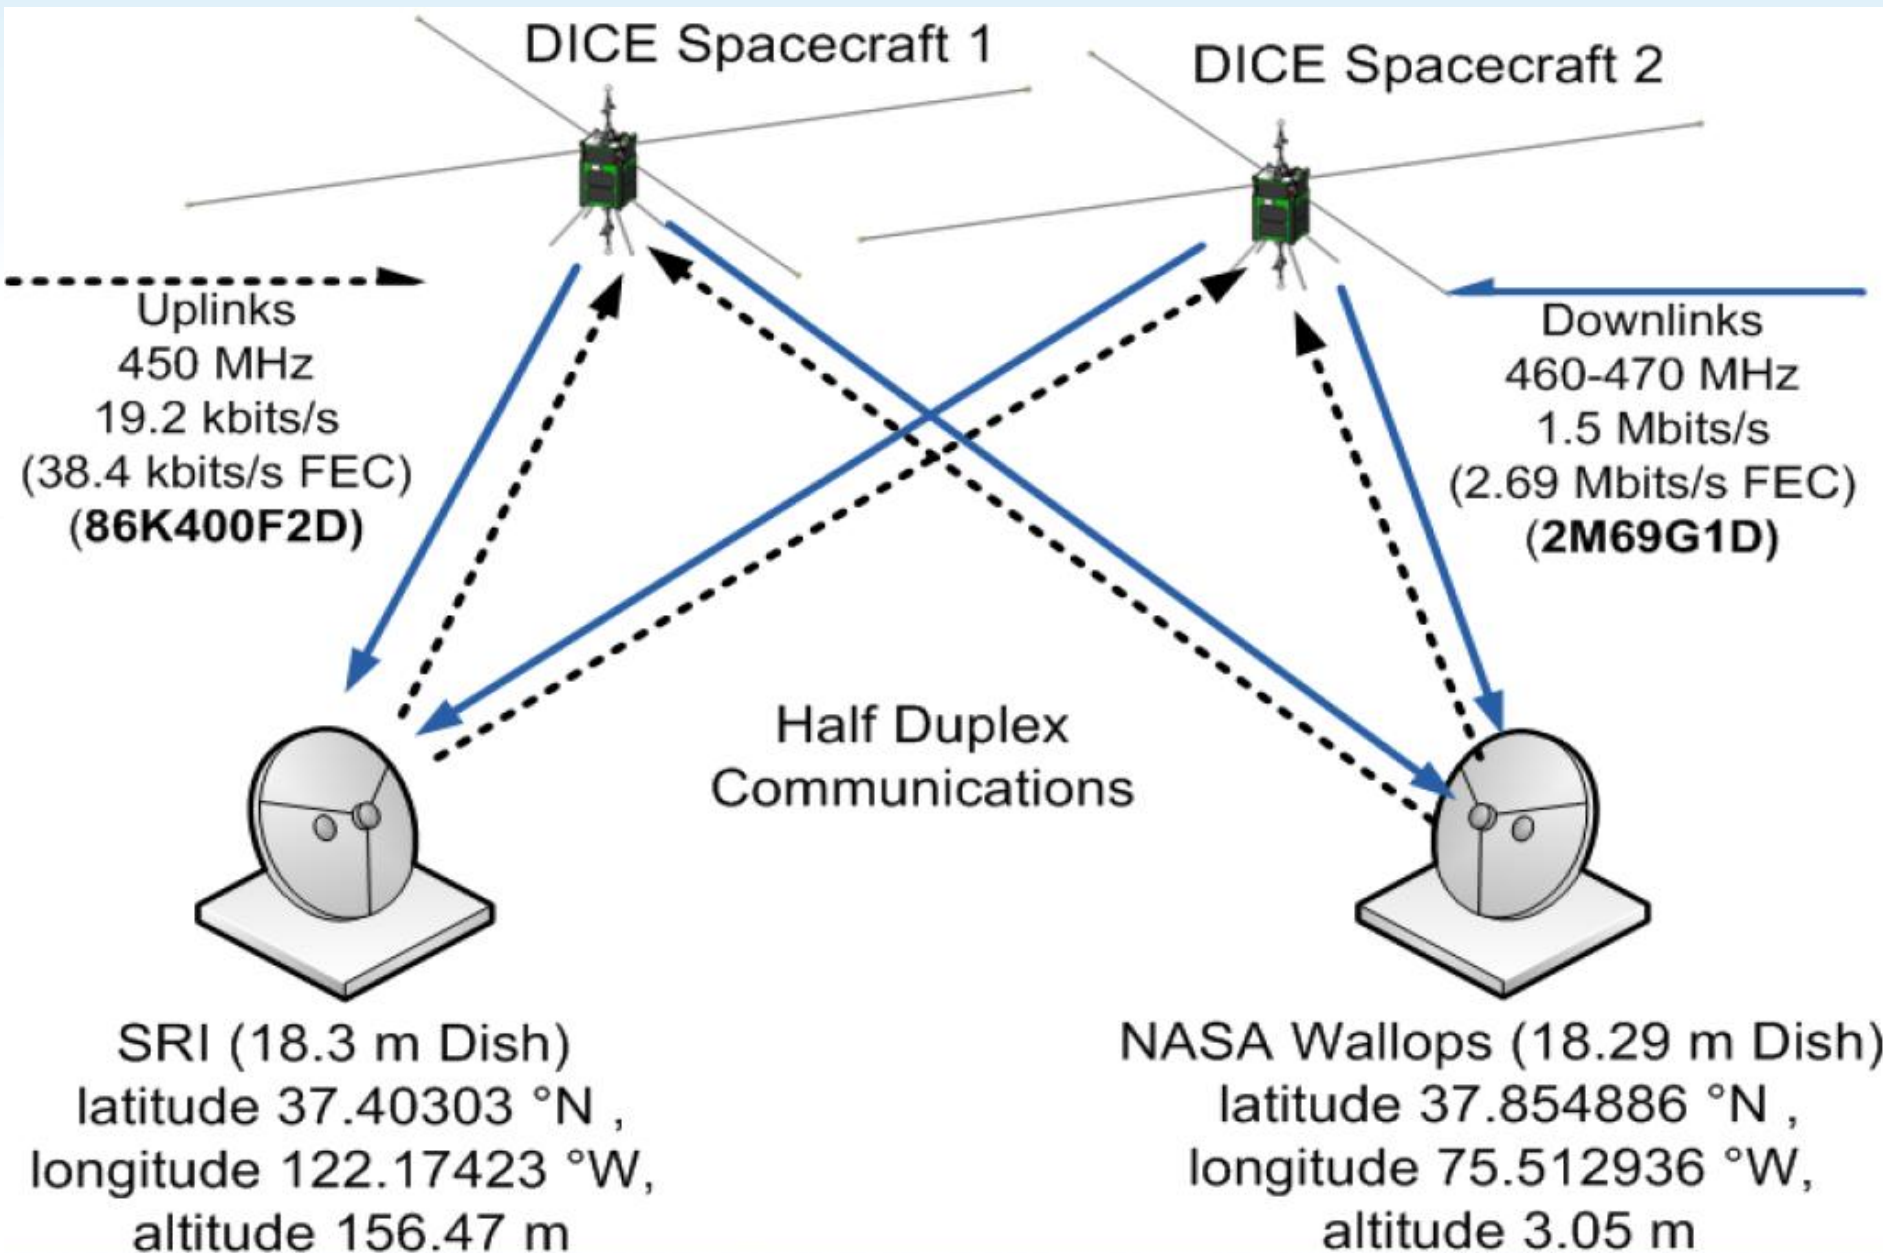 DICE Spacecraft 1
DICE Spacecraft 2
Uplinks
450 MHz
19.2 kbits/s
(38.4 kbits/s FEC)
(86K400F2D)
Downlinks
460-470 MHz
1.5 Mbits/s
(2.69 Mbits/s FEC)
(2M69G1D)
Half Duplex
Communications
SRI (18.3 m Dish)
latitude 37.40303 °N ,
longitude 122.17423 °W,
altitude 156.47 m
NASA Wallops (18.29 m Dish)
latitude 37.854886 °N ,
longitude 75.512936 °W,
altitude 3.05 m